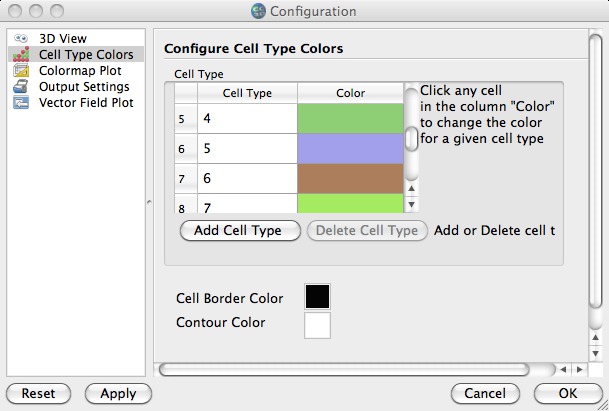 Configuration
3D View
Cell Type Colors
Colormap Plot
Output Settings
Vector Field Plot
Configure Cell Type Colors
Cell Type
Cell Type Color
5 4
6 5
7 6
8 7
Click any cell
in the column "Color"
to change the color
for a given cell type
Add Cell Type Delete Cell Type Add or Delete cell t
Cell Border Color
Contour Color
Reset Apply Cancel OK